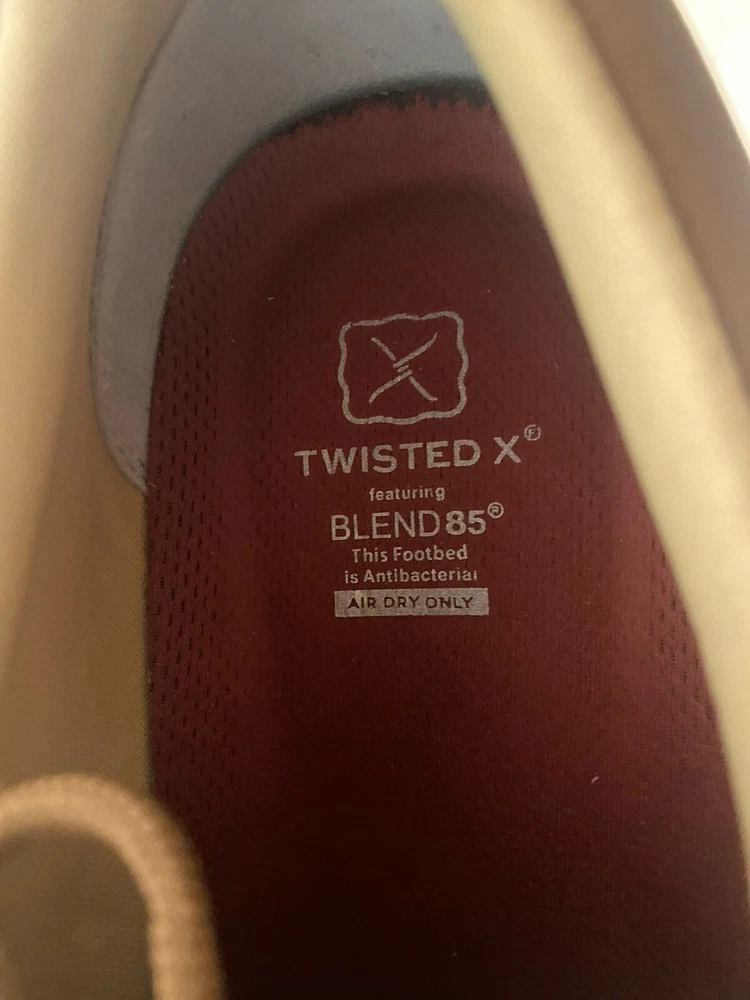 TWISTED X®
featuring
BLEND85®
This Footbed
is Antibacterial
AIR DRY ONLY